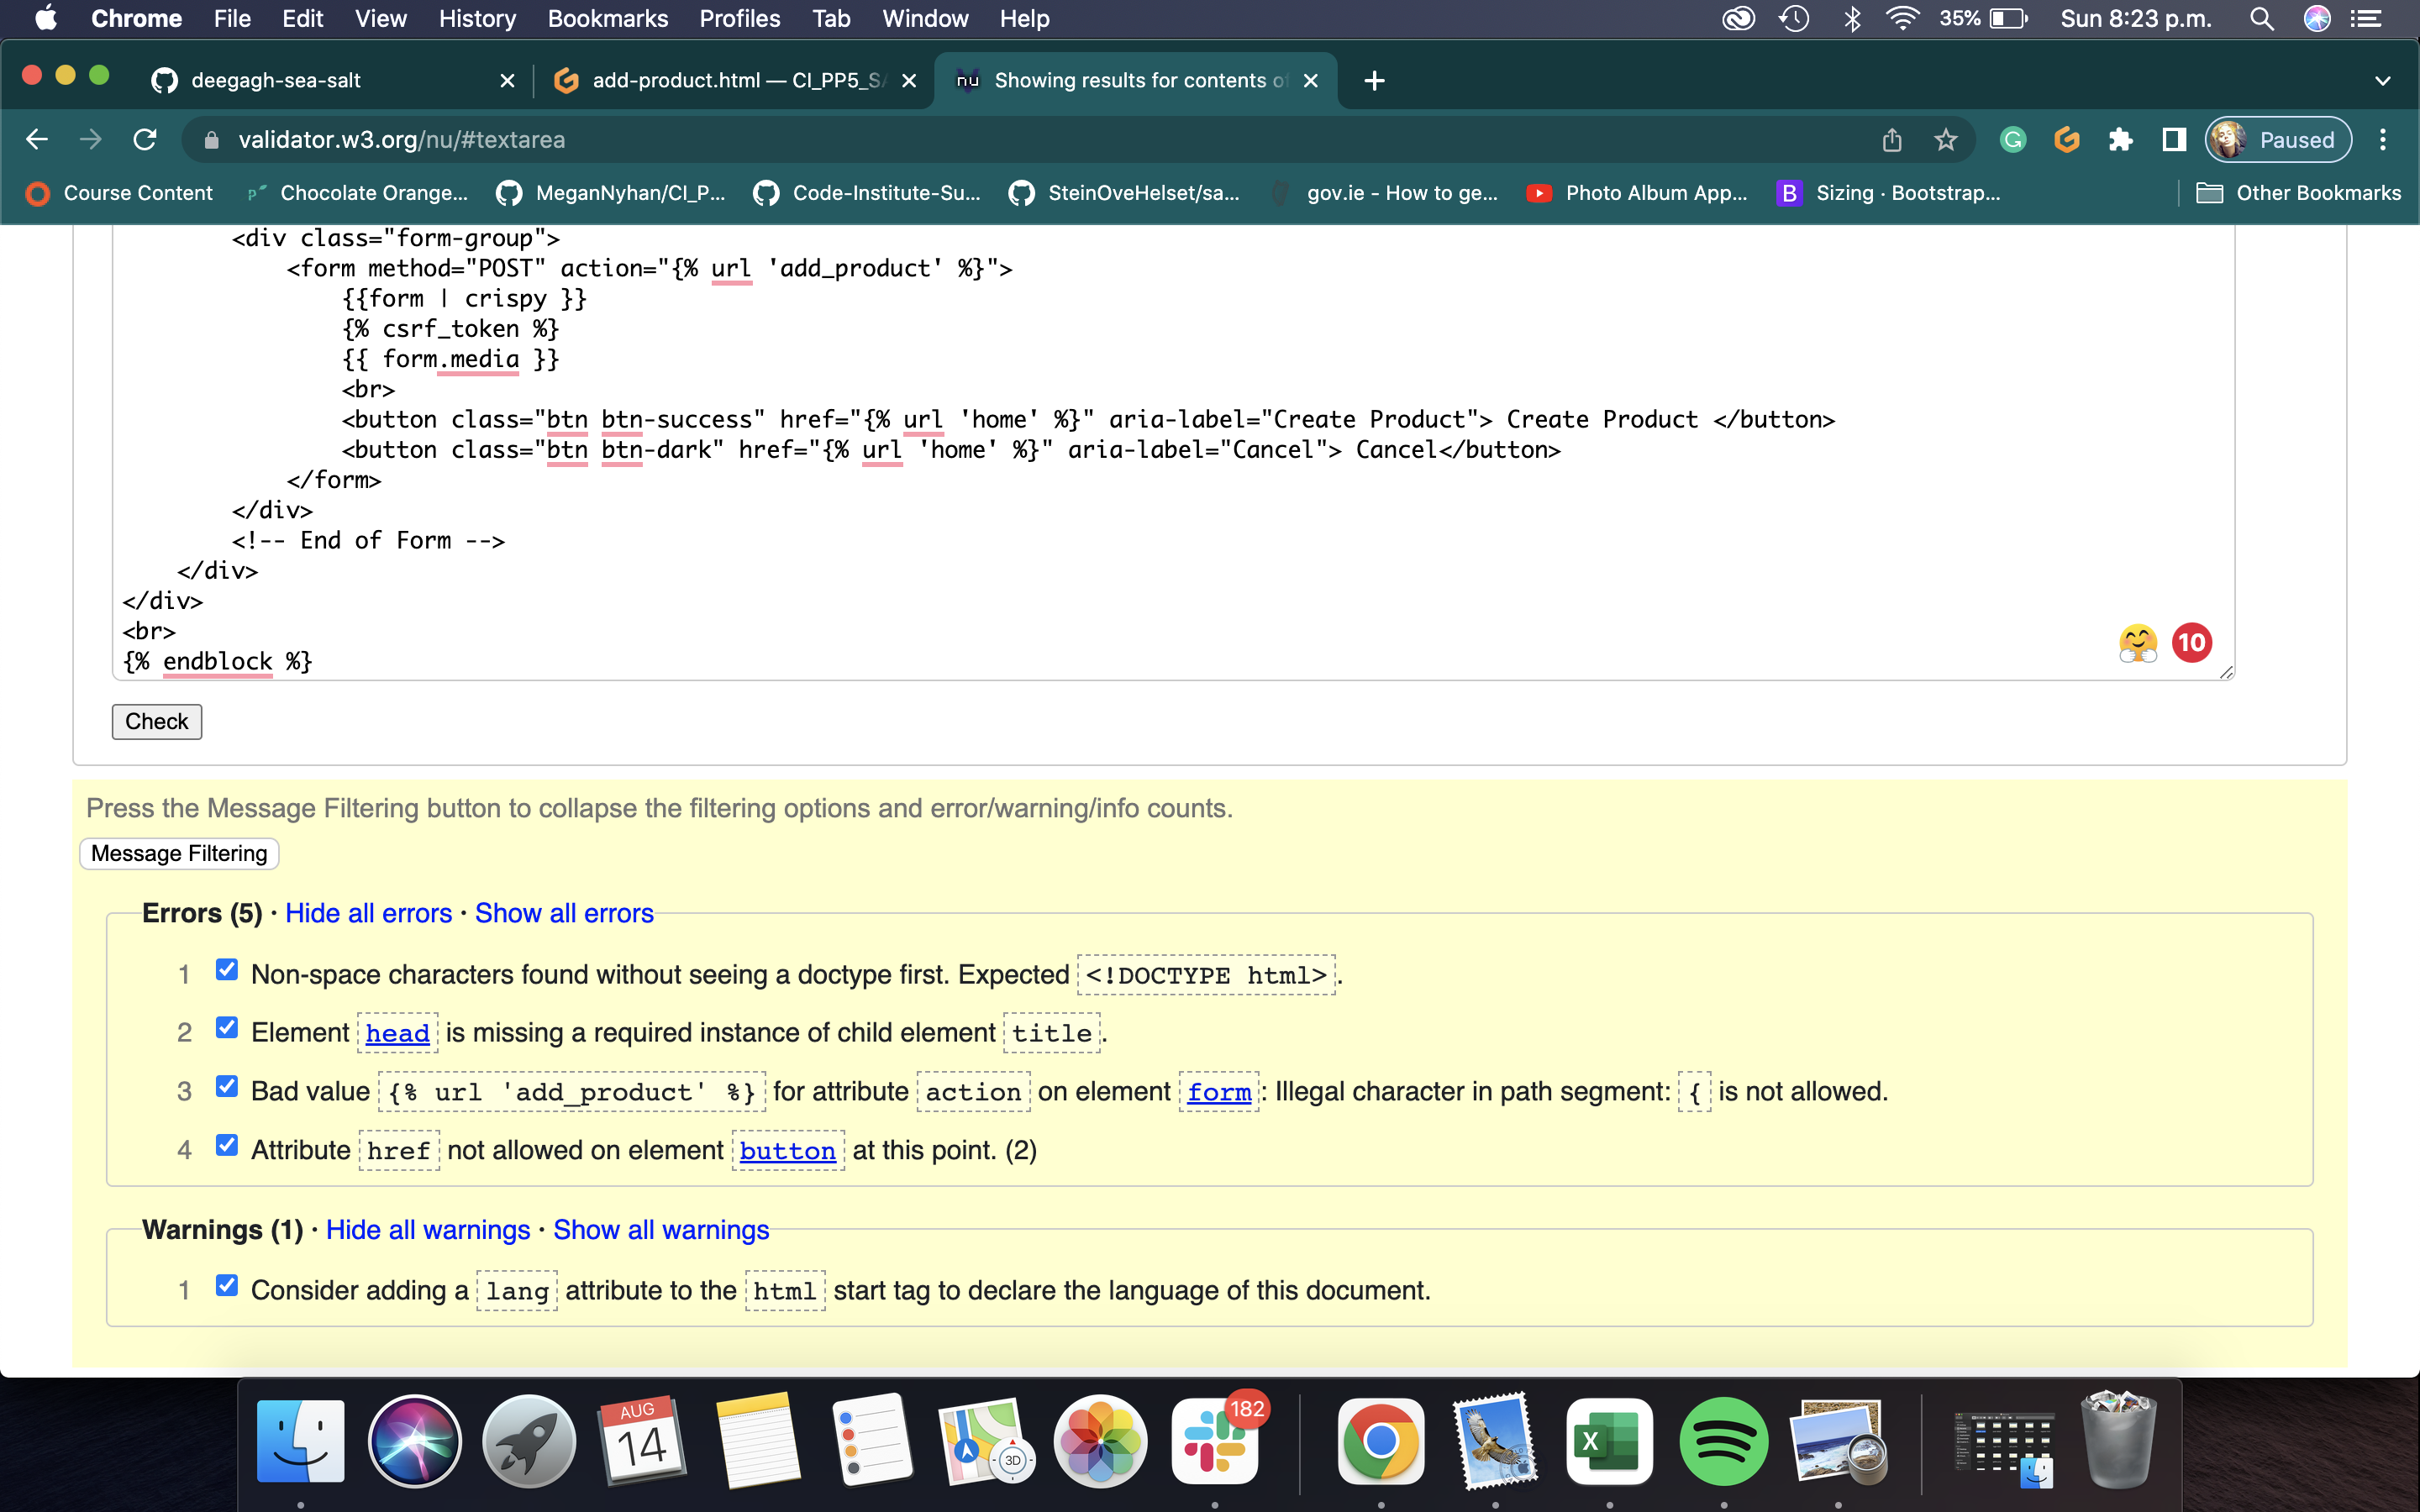 Chrome File Edit View History Bookmarks Profiles Tab Window Help 35% Sun 8:23 p.m.
deegagh-sea-salt add-product.html — CI_PP5_SA nu Showing results for contents of
validator.w3.org/nu/#textarea G Paused
Course Content Chocolate Orange... MeganNyhan/CI_P... Code-Institute-Su... SteinOveHelset/sa... gov.ie - How to ge... Photo Album App... B Sizing · Bootstrap... Other Bookmarks
<div class="form-group">
<form method="POST" action="{% url 'add_product' %}">
{{form | crispy }}
{% csrf_token %}
{{ form.media }}
<br>
<button class="btn btn-success" href="{% url 'home' %}" aria-label="Create Product"> Create Product </button>
<button class="btn btn-dark" href="{% url 'home' %}" aria-label="Cancel"> Cancel</button>
</form>
</div>
<!-- End of Form -->
</div>
</div>
<br>
{% endblock %}
10
Check
Press the Message Filtering button to collapse the filtering options and error/warning/info counts.
Message Filtering
Errors (5) · Hide all errors · Show all errors
1 Non-space characters found without seeing a doctype first. Expected <!DOCTYPE html>.
2 Element head is missing a required instance of child element title.
3 Bad value {% url 'add_product' %} for attribute action on element form: Illegal character in path segment: { is not allowed.
4 Attribute href not allowed on element button at this point. (2)
Warnings (1) · Hide all warnings · Show all warnings
1 Consider adding a lang attribute to the html start tag to declare the language of this document.
AUG
14
3D
182
X